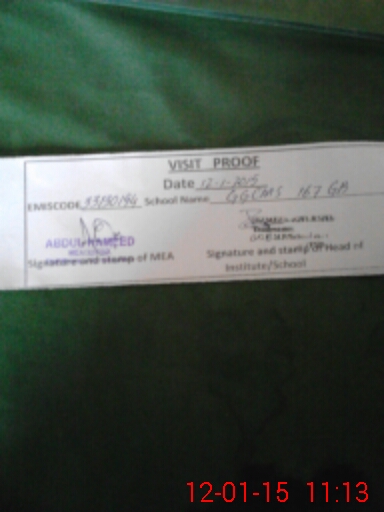 VISIT PROOF
Date 12-1-2015
EMISCODE School Name GGCMS 167 GB
ABDUL HAMEED
Signature and stamp of MEA
Signature and stamp of Head of
Institute/School
12-01-15 11:13